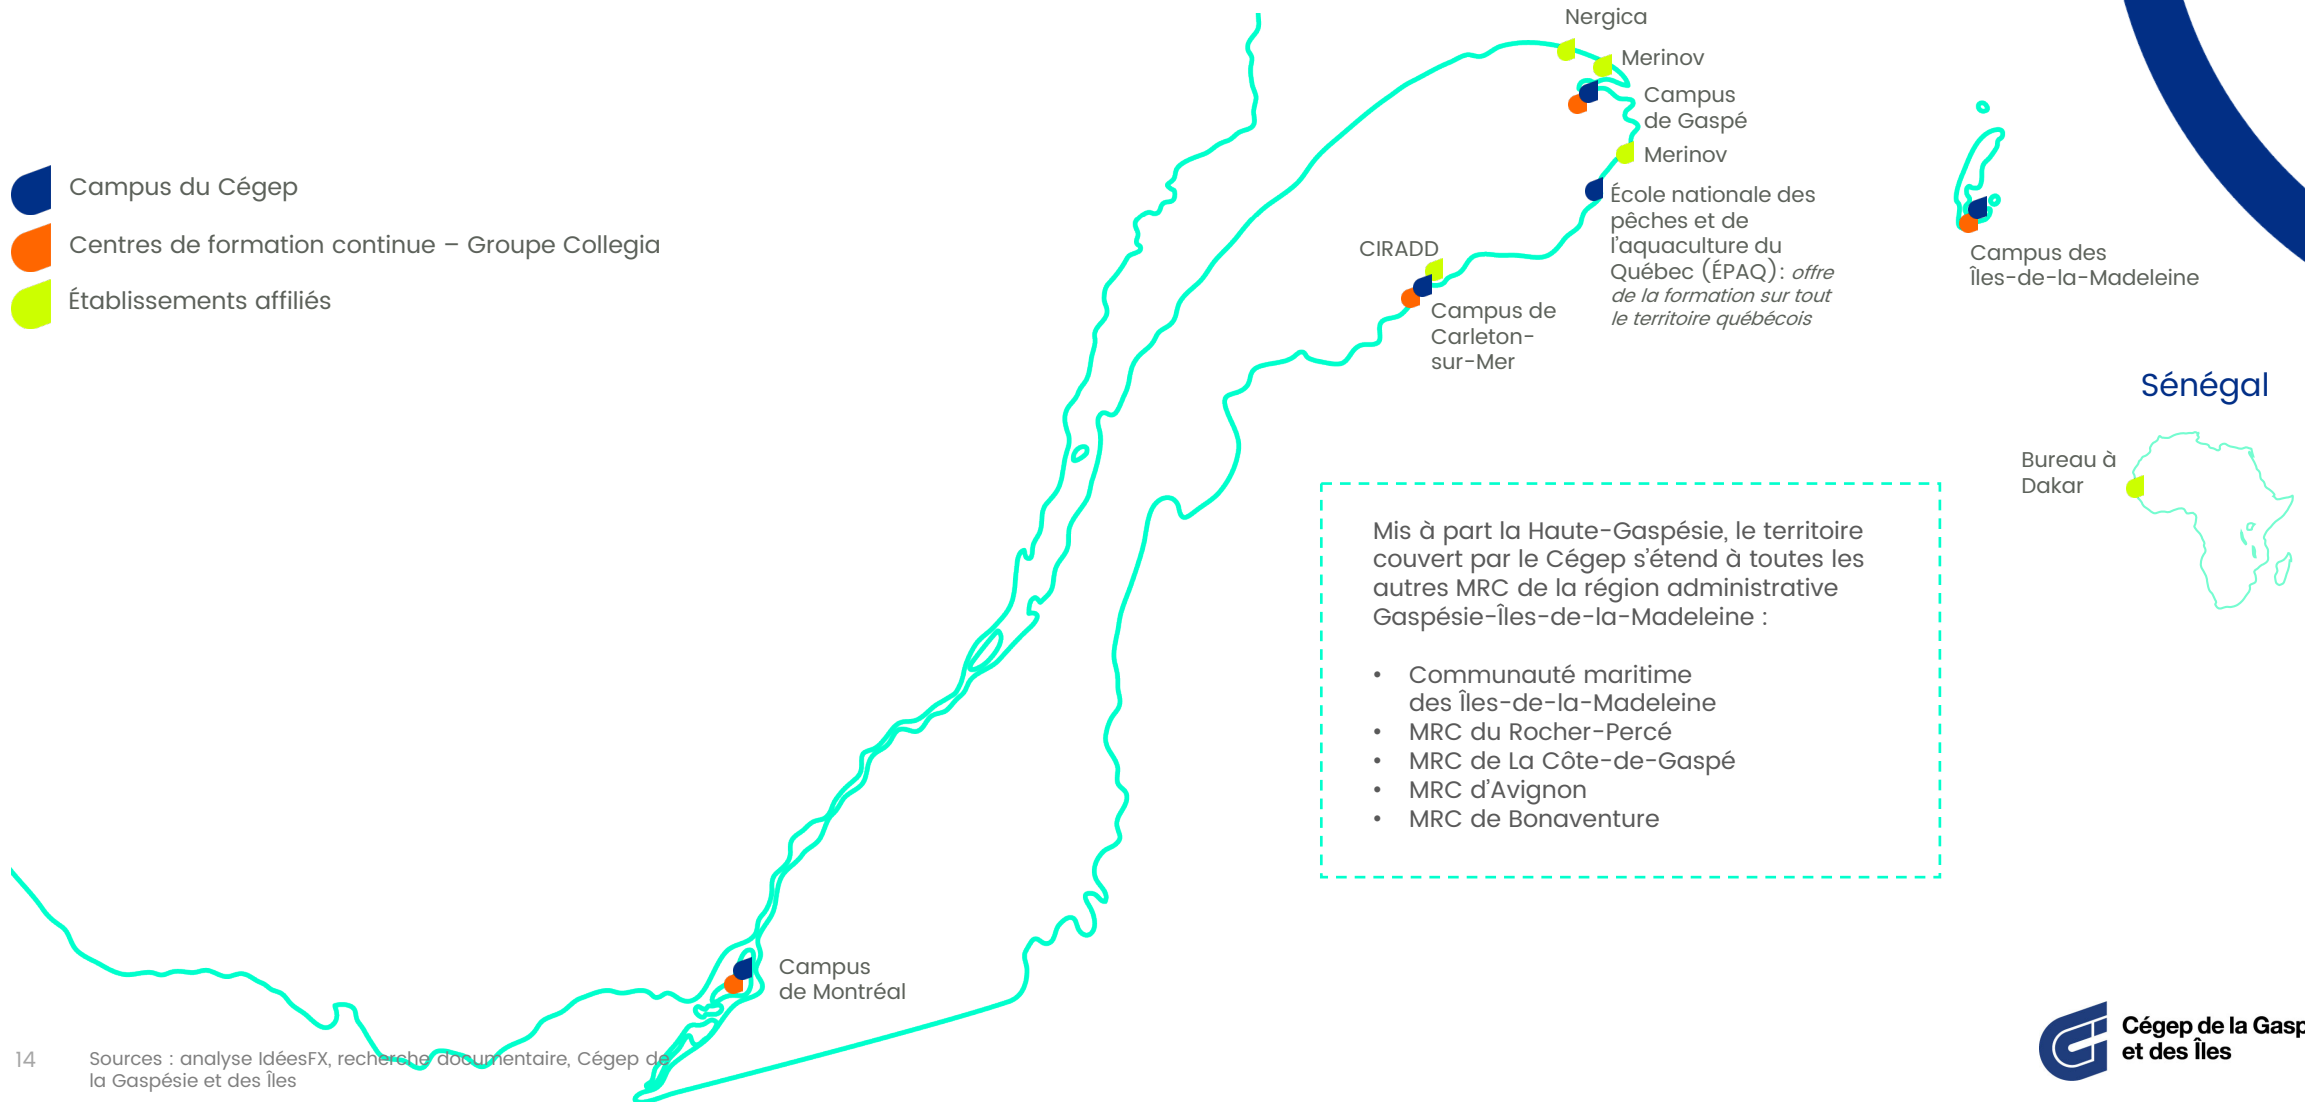 Campus du Cégep
Centres de formation continue – Groupe Collegia
Établissements affiliés
Nergica
Merinov
Campus
de Gaspé
Merinov
École nationale des
pêches et de
l'aquaculture du
Québec (ÉPAQ): offre
de la formation sur tout
le territoire québécois
CIRADD
Campus de
Carleton-
sur-Mer
Campus des
Îles-de-la-Madeleine
Sénégal
Bureau à
Dakar
Mis à part la Haute-Gaspésie, le territoire
couvert par le Cégep s'étend à toutes les
autres MRC de la région administrative
Gaspésie-Îles-de-la-Madeleine :
• Communauté maritime
des Îles-de-la-Madeleine
• MRC du Rocher-Percé
• MRC de La Côte-de-Gaspé
• MRC d'Avignon
• MRC de Bonaventure
Campus
de Montréal
14
Sources : analyse IdéesFX, recherche documentaire, Cégep de
la Gaspésie et des Îles
Cégep de la Gasp
et des Îles